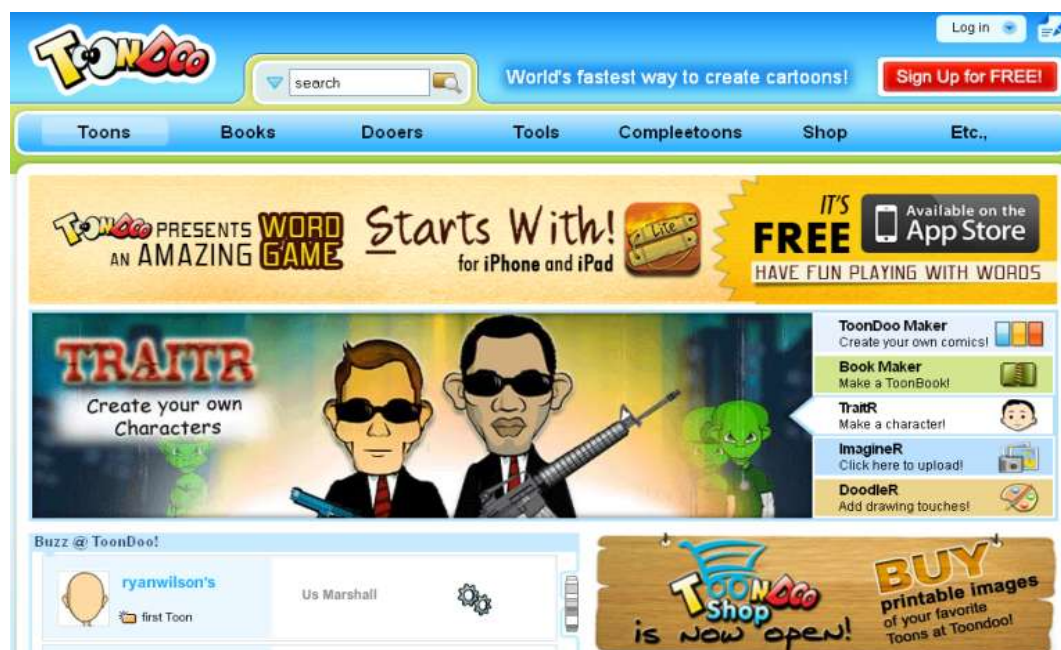 Log in
TOONDOO
search
World's fastest way to create cartoons!
Sign Up for FREE!
Toons Books Dooers Tools Compleetoons Shop Etc.,
TOONDOO PRESENTS
AN AMAZING
WORD
GAME
Starts With!
for iPhone and iPad
Lite
IT'S
FREE
Available on the
App Store
HAVE FUN PLAYING WITH WORDS
TRAITR
Create your own
Characters
ToonDoo Maker
Create your own comics!
Book Maker
Make a ToonBook!
TraitR
Make a character!
ImagineR
Click here to upload!
DoodleR
Add drawing touches!
Buzz @ ToonDoo!
ryanwilson's
first Toon
Us Marshall
TOONDOO
Shop
is now open!
BUY
printable images
of your favorite
Toons at Toondoo!